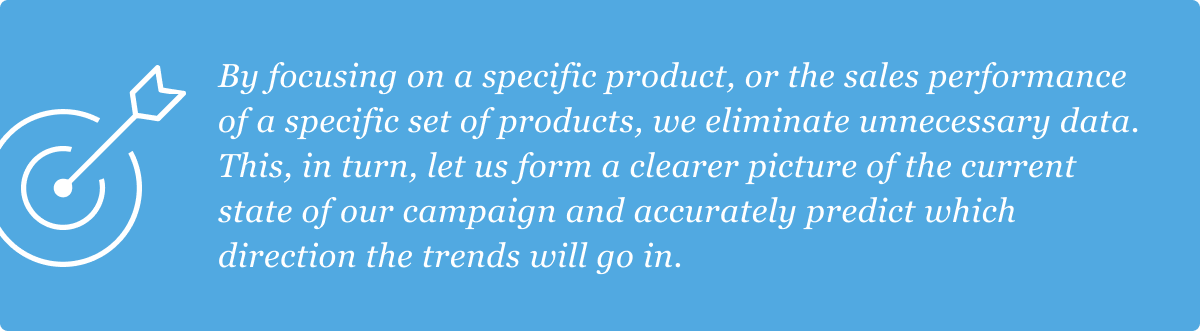 By focusing on a specific product, or the sales performance
of a specific set of products, we eliminate unnecessary data.
This, in turn, let us form a clearer picture of the current
state of our campaign and accurately predict which
direction the trends will go in.